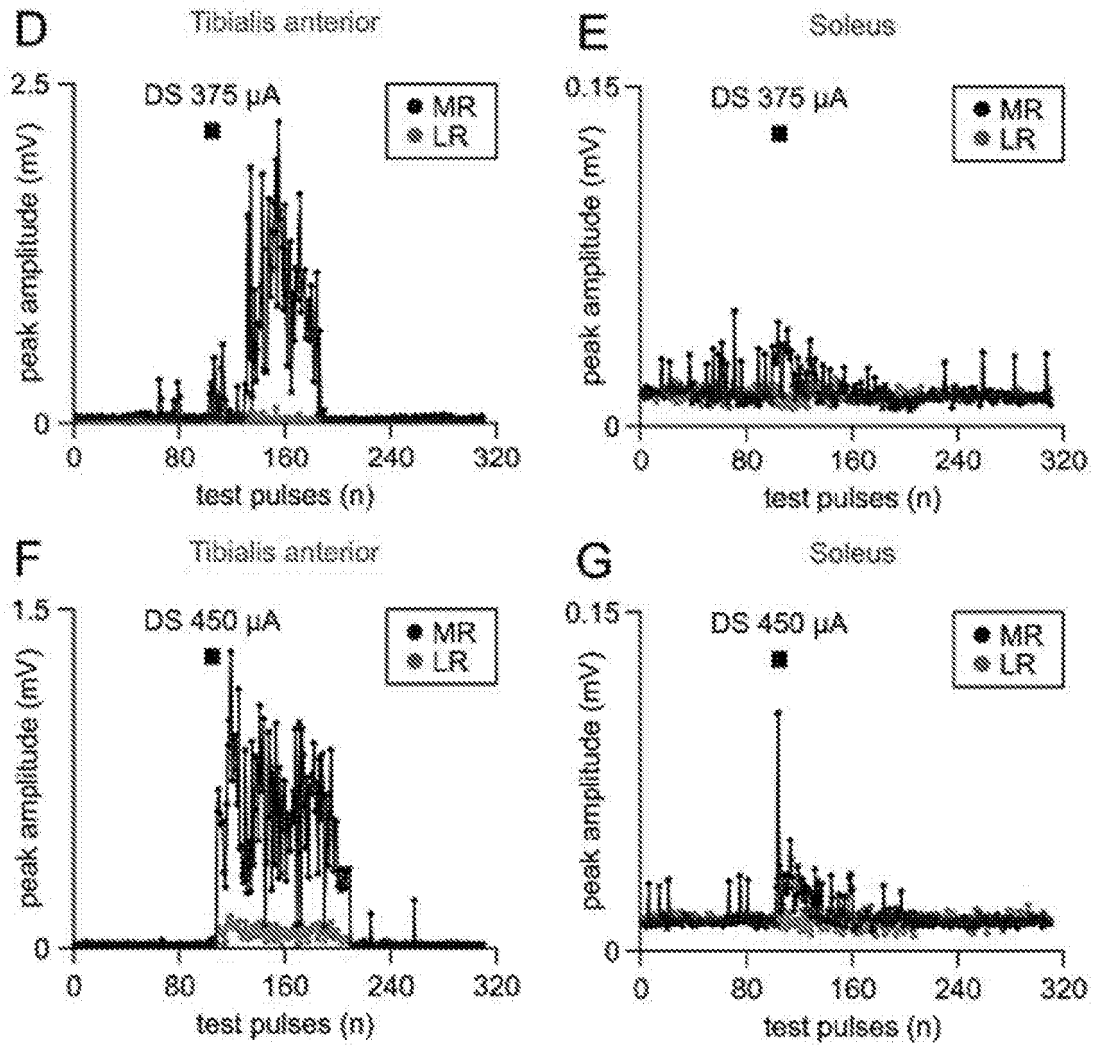 D
Tibialis anterior
2.5
DS 375 µA
MR
LR
peak amplitude (mV)
0
0 80 160 240 320
test pulses (n)
E
Soleus
0.15
DS 375 µA
MR
LR
peak amplitude (mV)
0
0 80 160 240 320
test pulses (n)
F
Tibialis anterior
1.5
DS 450 µA
MR
LR
peak amplitude (mV)
0
0 80 160 240 320
test pulses (n)
G
Soleus
0.15
DS 450 µA
MR
LR
peak amplitude (mV)
0
0 80 160 240 320
test pulses (n)